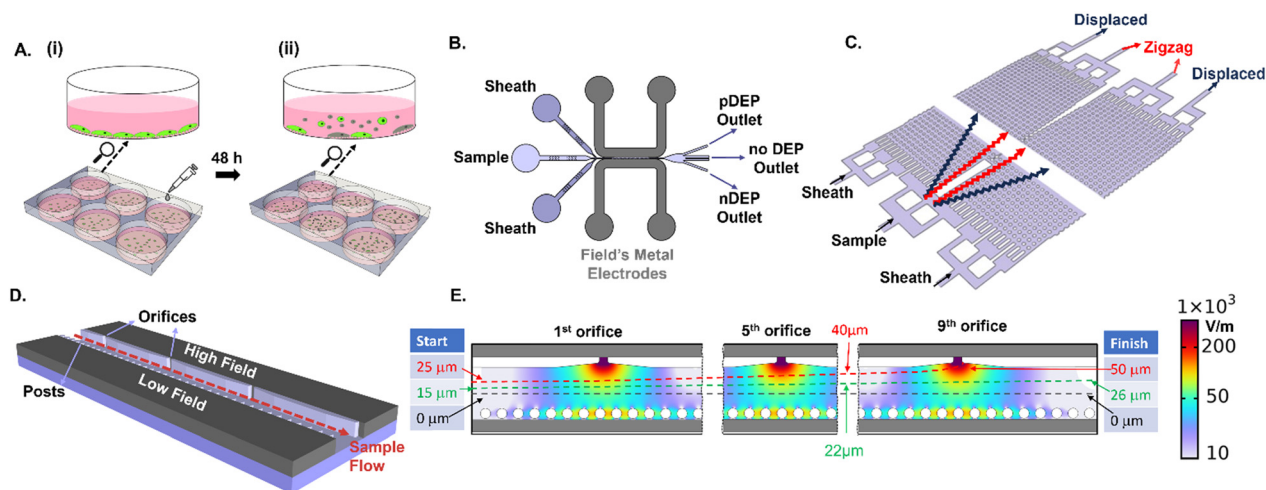 A.
(i)
(ii)
48 h
B.
Sheath
Sample
Sheath
pDEP
Outlet
no DEP
Outlet
nDEP
Outlet
Field's Metal
Electrodes
C.
Displaced
Zigzag
Displaced
Sheath
Sample
Sheath
D.
Orifices
High Field
Posts
Low Field
Sample
Flow
E.
Start
25 µm
15 µm
0 µm
1st orifice
5th orifice
40µm
9th orifice
22µm
Finish
50 µm
26 µm
0 µm
1×10³
V/m
200
50
10